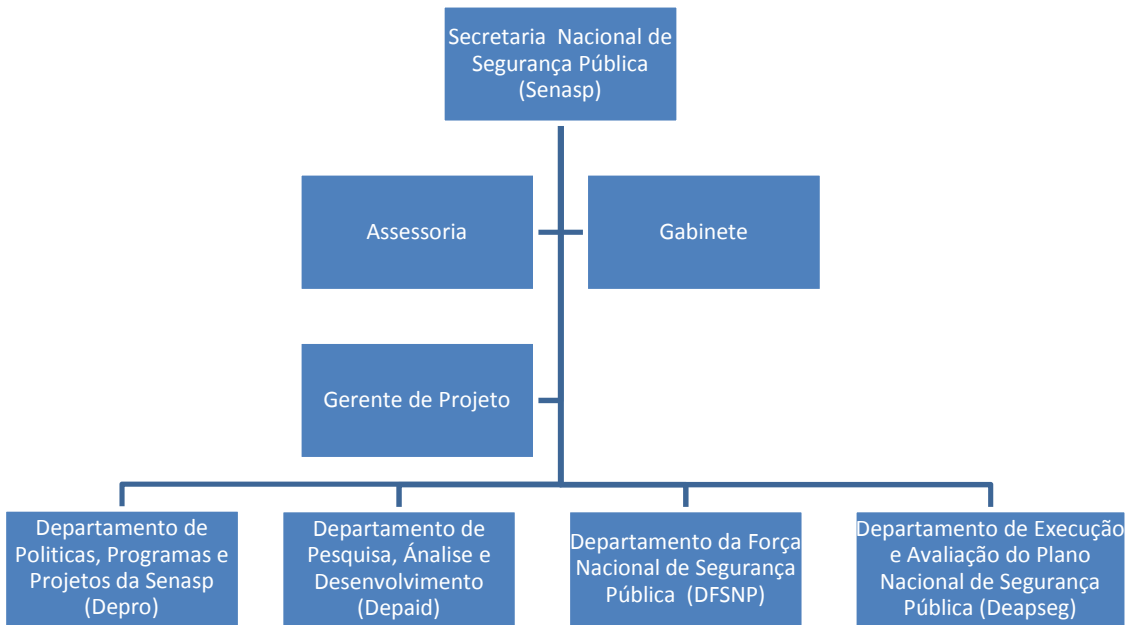 Secretaria Nacional de
Segurança Pública
(Senasp)
Assessoria
Gabinete
Gerente de Projeto
Departamento de
Politicas, Programas e
Projetos da Senasp
(Depro)
Departamento de
Pesquisa, Ánalise e
Desenvolvimento
(Depaid)
Departamento da Força
Nacional de Segurança
Pública (DFSNP)
Departamento de Execução
e Avaliação do Plano
Nacional de Segurança
Pública (Deapseg)